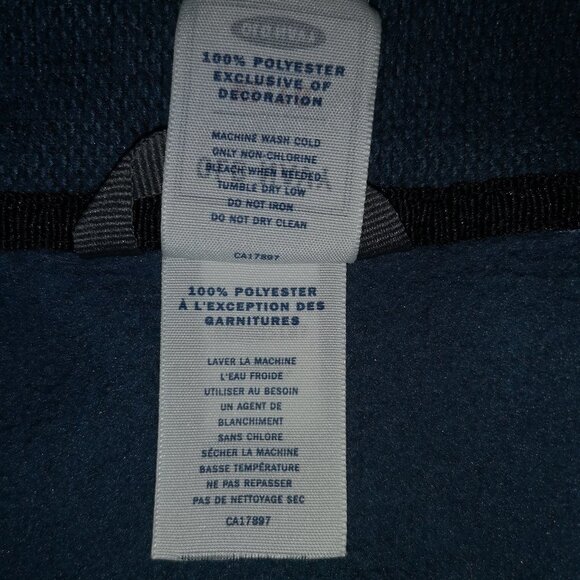 OLD NAVY
100% POLYESTER
EXCLUSIVE OF
DECORATION
MACHINE WASH COLD
ONLY NON-CHLORINE
BLEACH WHEN NEEDED
TUMBLE DRY LOW
DO NOT IRON
DO NOT DRY CLEAN
CA17897
100% POLYESTER
À L'EXCEPTION DES
GARNITURES
LAVER LA MACHINE
L'EAU FROIDE
UTILISER AU BESOIN
UN AGENT DE
BLANCHIMENT
SANS CHLORE
SÉCHER LA MACHINE
BASSE TEMPÉRATURE
NE PAS REPASSER
PAS DE NETTOYAGE SEC
CA17897